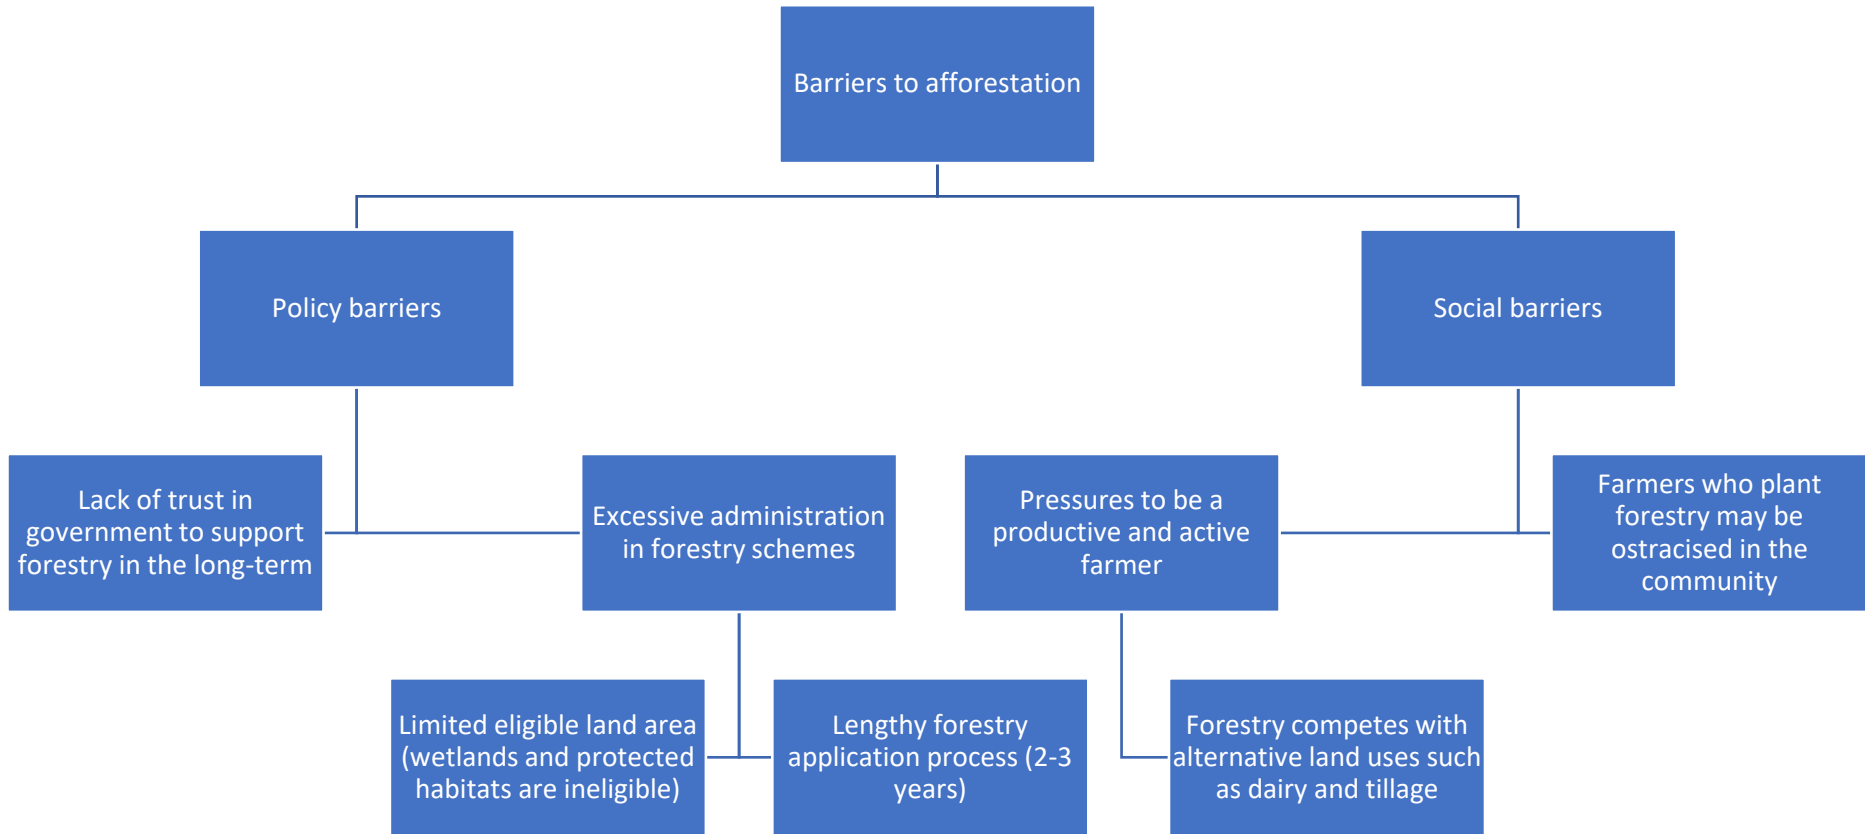 Barriers to afforestation
Policy barriers
Social barriers
Lack of trust in
government to support
forestry in the long-term
Excessive administration
in forestry schemes
Pressures to be a
productive and active
farmer
Farmers who plant
forestry may be
ostracised in the
community
Limited eligible land area
(wetlands and protected
habitats are ineligible)
Lengthy forestry
application process (2-3
years)
Forestry competes with
alternative land uses such
as dairy and tillage